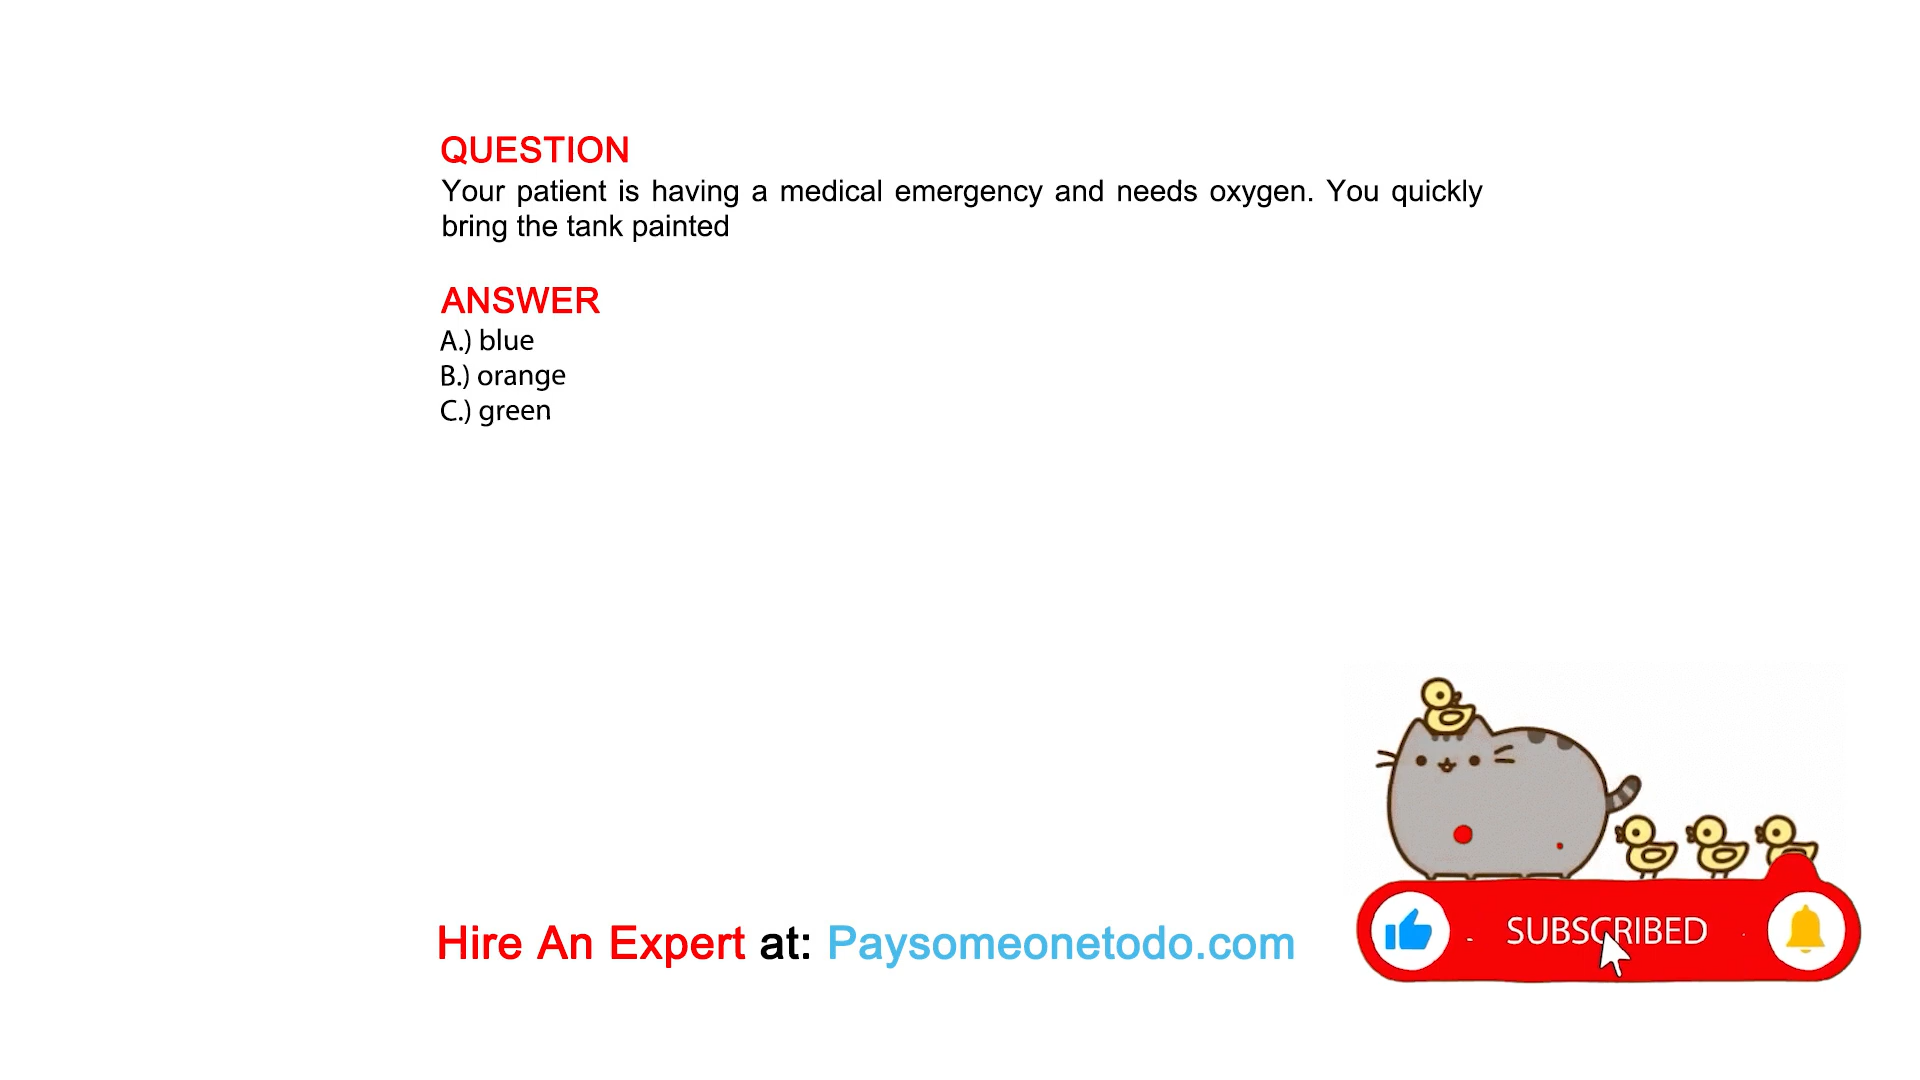 QUESTION
Your patient is having a medical emergency and needs oxygen. You quickly
bring the tank painted
ANSWER
A.) blue
B.) orange
C.) green
Hire An Expert at: Paysomeonetodo.com
SUBSCRIBED